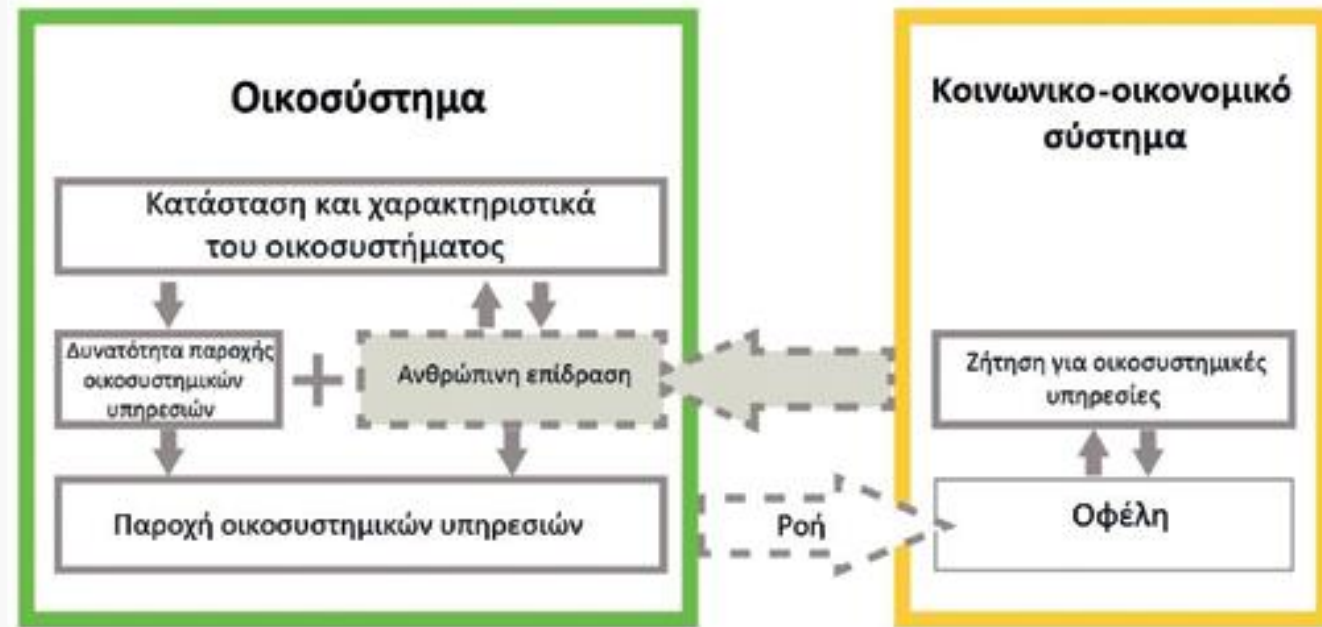 Οικοσύστημα
Κατάσταση και χαρακτηριστικά
του οικοσυστήματος
Δυνατότητα παροχής
οικοσυστημικών
υπηρεσιών
+
Ανθρώπινη επίδραση
Παροχή οικοσυστημικών υπηρεσιών
Ροή
Κοινωνικο-οικονομικό
σύστημα
Ζήτηση για οικοσυστημικές
υπηρεσίες
Οφέλη